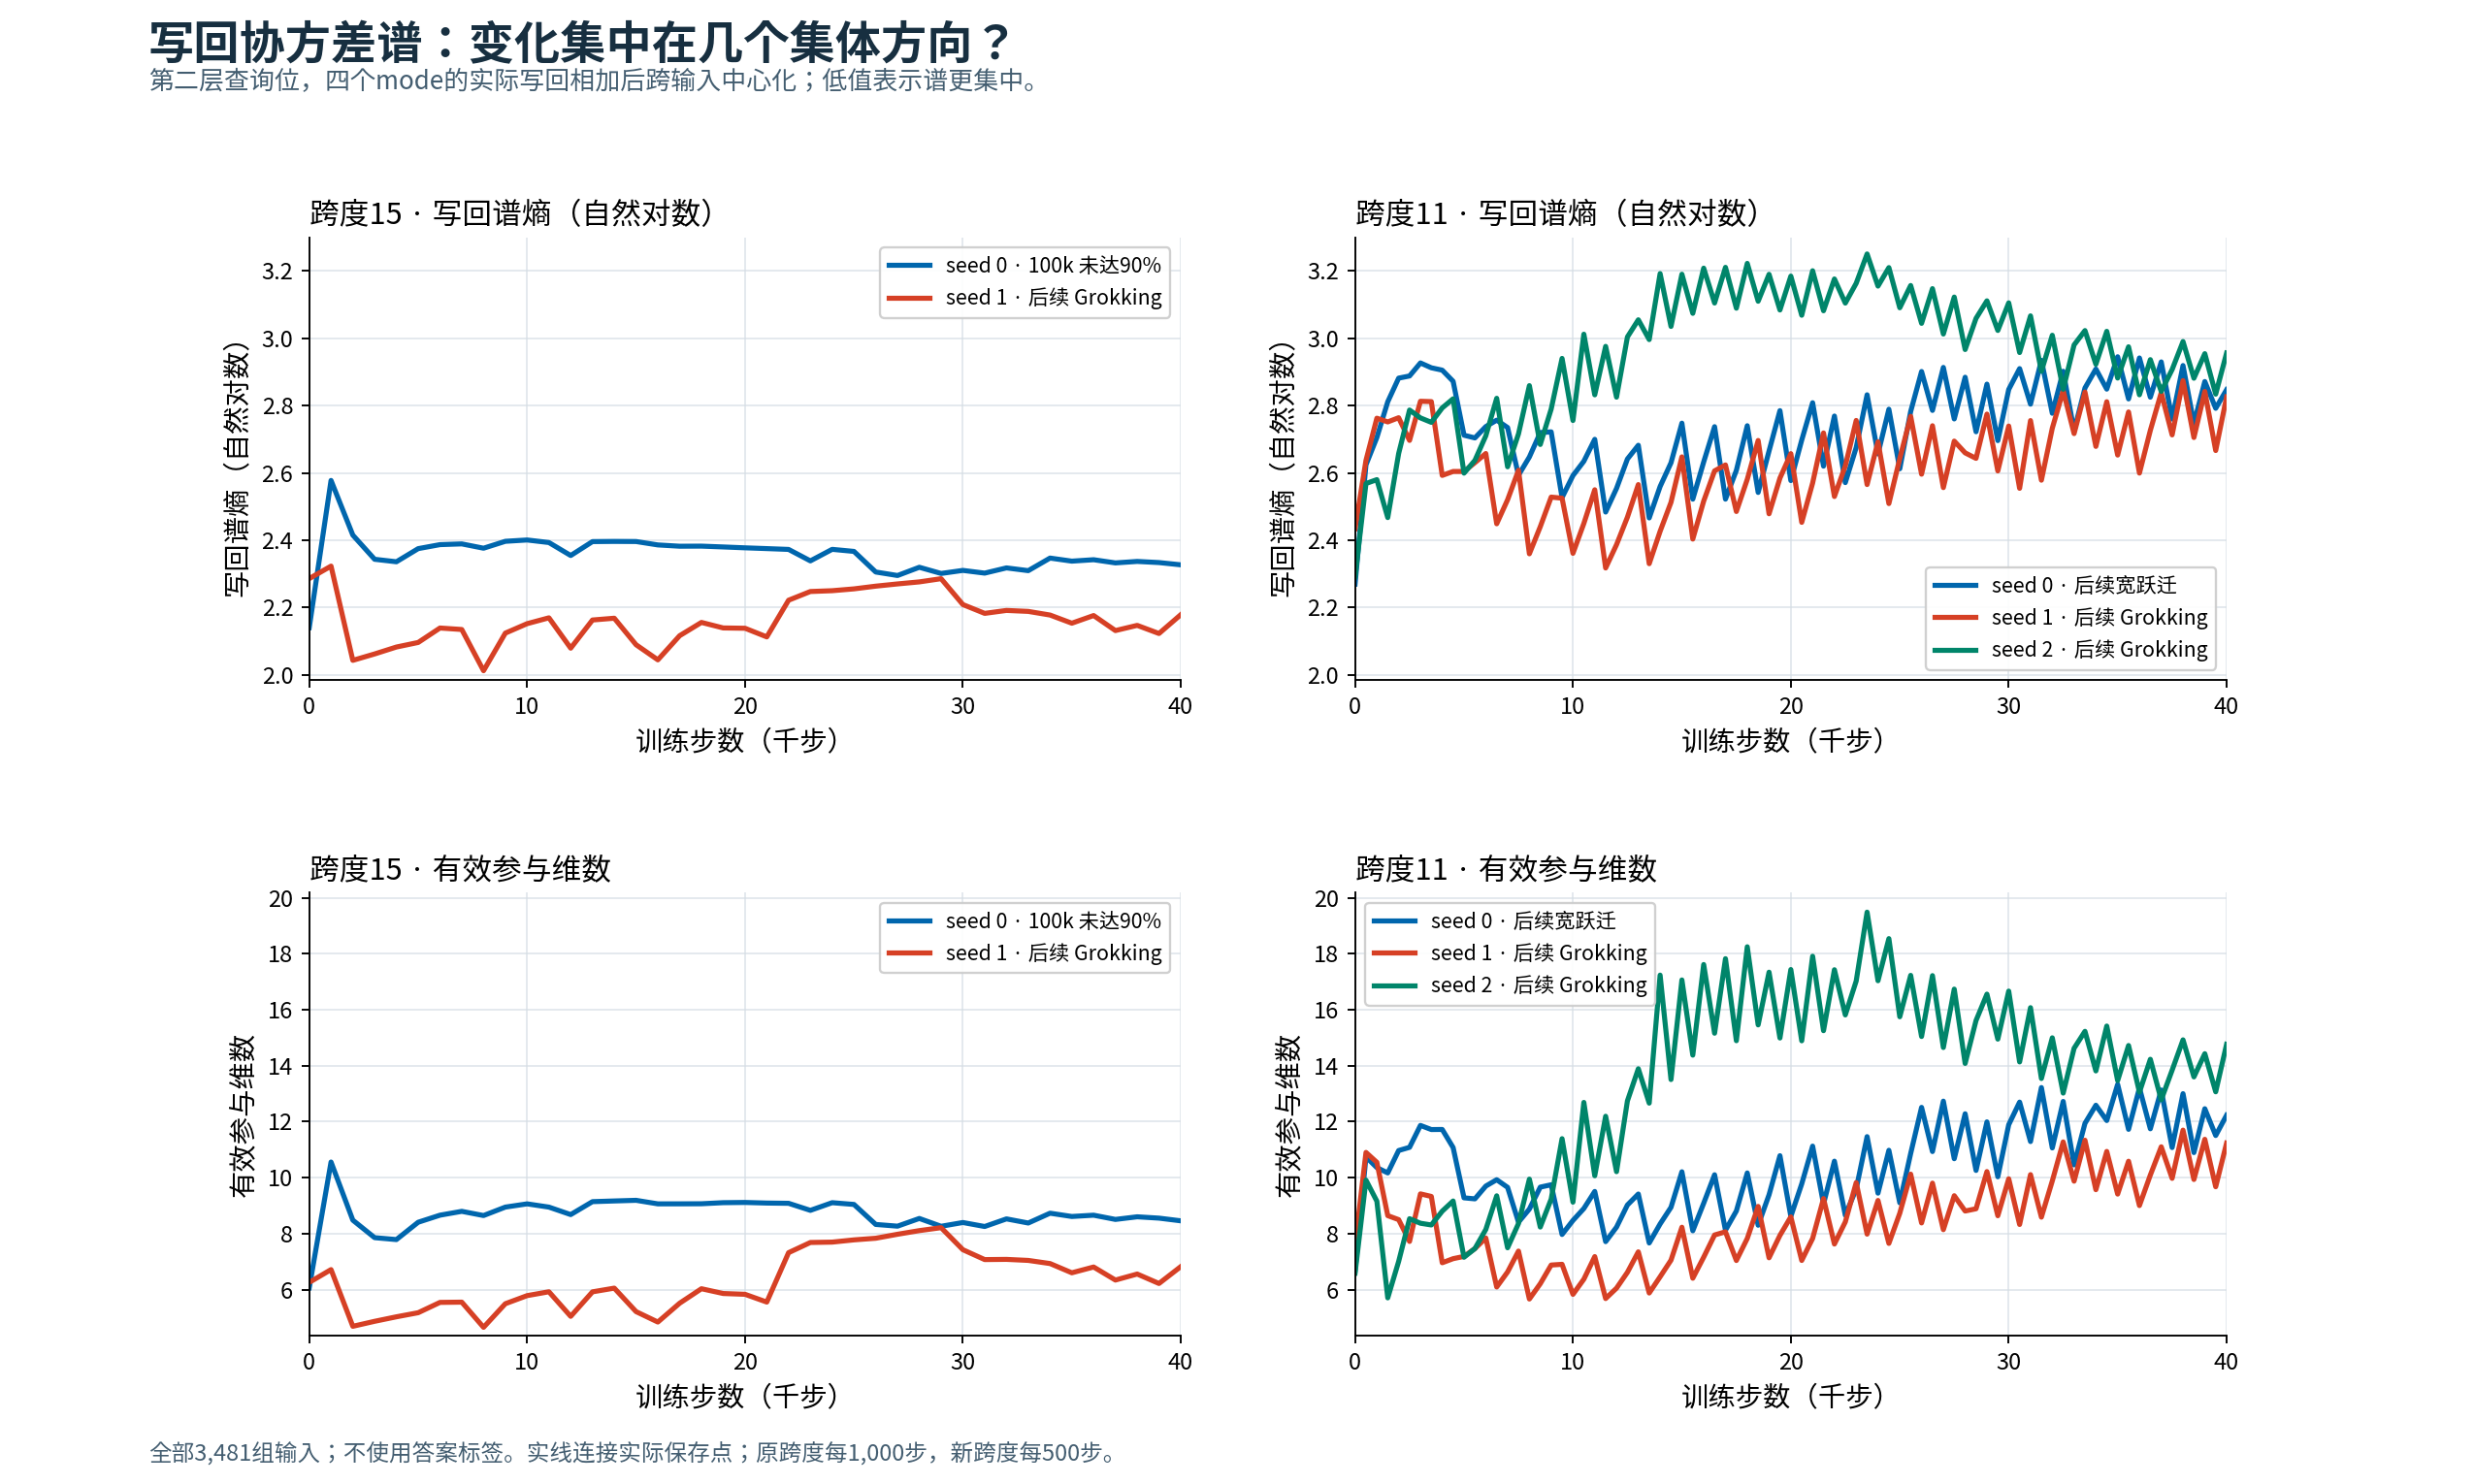 写回协方差谱：变化集中在几个集体方向？
第二层查询位，四个mode的实际写回相加后跨输入中心化；低值表示谱更集中。
跨度15 · 写回谱熵（自然对数）
写回谱熵（自然对数）
3.2
3.0
2.8
2.6
2.4
2.2
2.0
seed 0 · 100k 未达90%
seed 1 · 后续 Grokking
0 10 20 30 40
训练步数（千步）
跨度11 · 写回谱熵（自然对数）
写回谱熵（自然对数）
3.2
3.0
2.8
2.6
2.4
2.2
2.0
seed 0 · 后续宽跃迁
seed 1 · 后续 Grokking
seed 2 · 后续 Grokking
0 10 20 30 40
训练步数（千步）
跨度15 · 有效参与维数
有效参与维数
20
18
16
14
12
10
8
6
seed 0 · 100k 未达90%
seed 1 · 后续 Grokking
0 10 20 30 40
训练步数（千步）
跨度11 · 有效参与维数
有效参与维数
20
18
16
14
12
10
8
6
seed 0 · 后续宽跃迁
seed 1 · 后续 Grokking
seed 2 · 后续 Grokking
0 10 20 30 40
训练步数（千步）
全部3,481组输入；不使用答案标签。实线连接实际保存点；原跨度每1,000步，新跨度每500步。